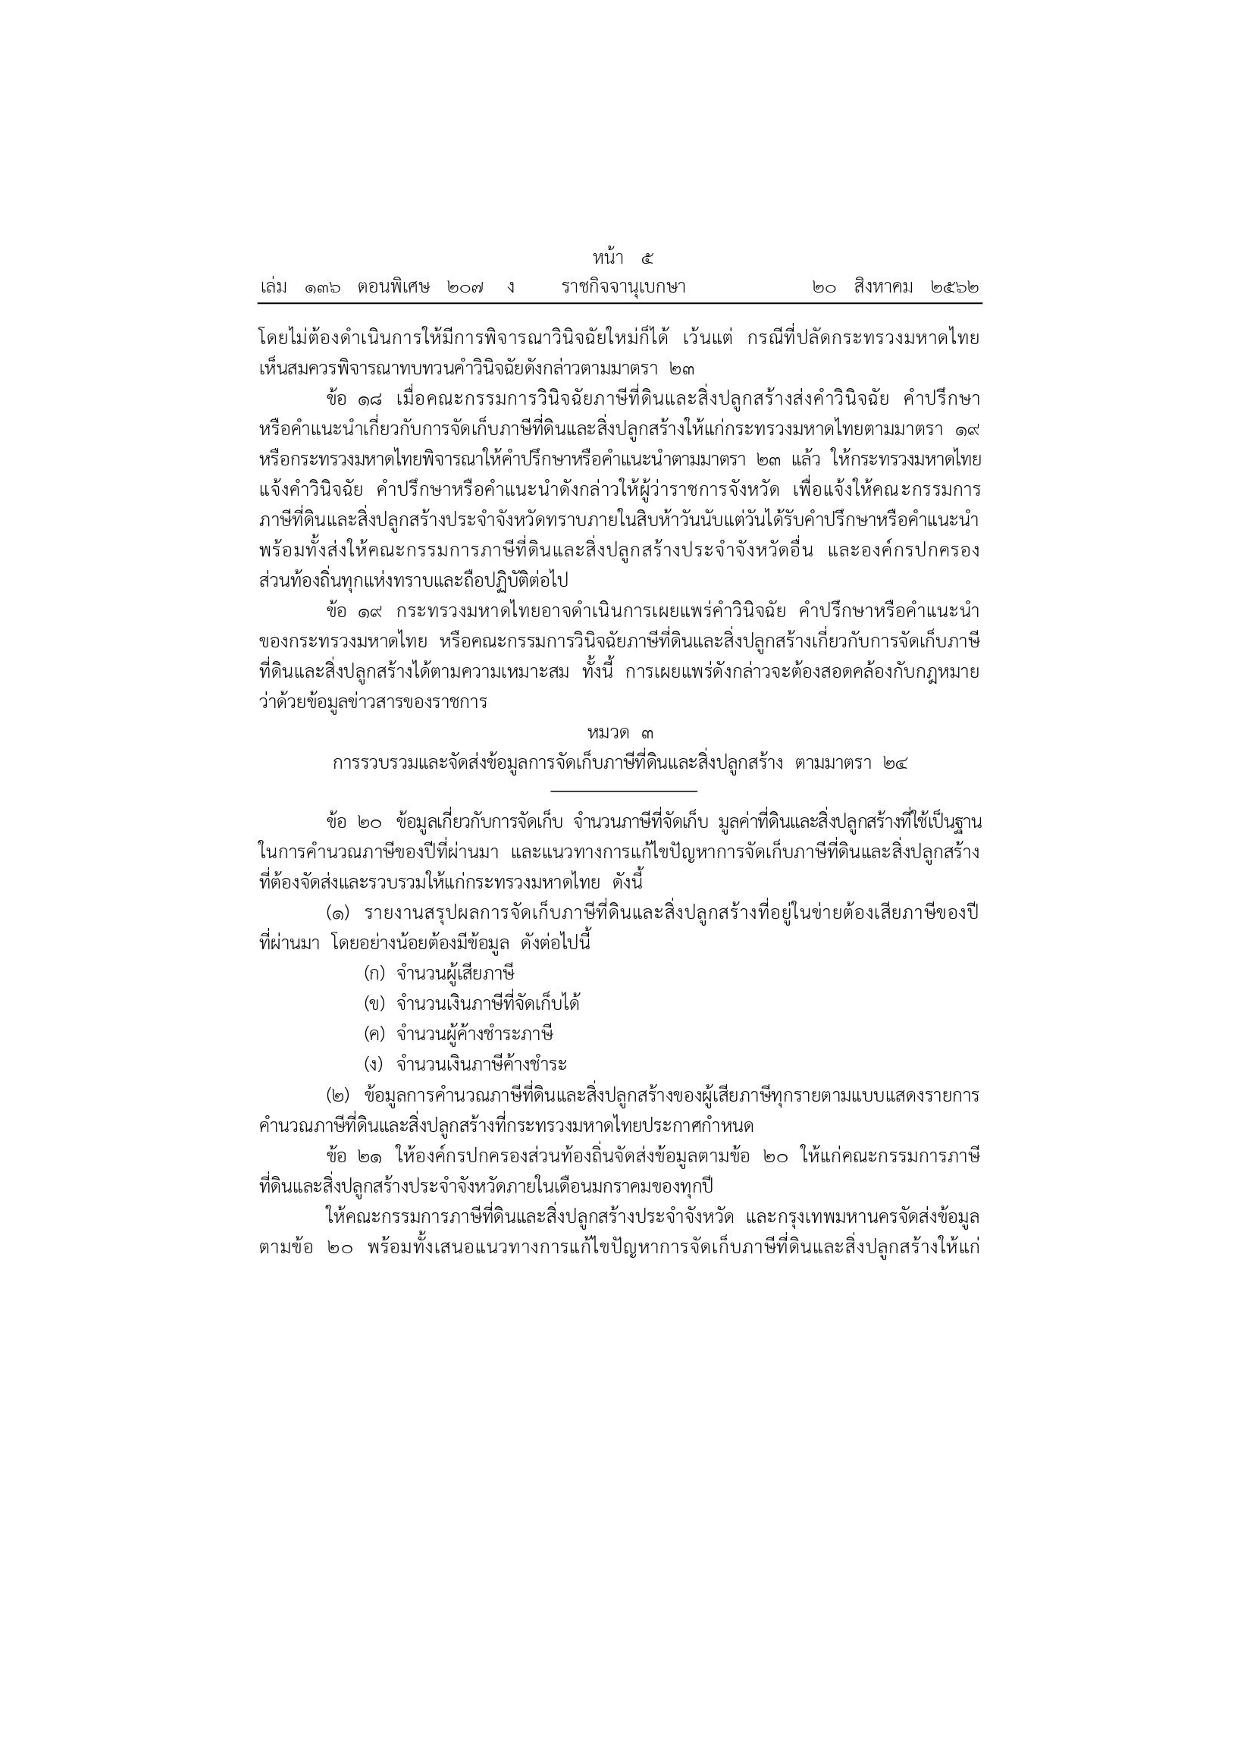 หน้า ๕
เล่ม ๑๓๖ ตอนพิเศษ ๒๐๗ ง ราชกิจจานุเบกษา ๒๐ สิงหาคม ๒๕๖๒
โดยไม่ต้องดำเนินการให้มีการพิจารณาวินิจฉัยใหม่ก็ได้ เว้นแต่ กรณีที่ปลัดกระทรวงมหาดไทย
เห็นสมควรพิจารณาทบทวนคำวินิจฉัยดังกล่าวตามมาตรา ๒๓
ข้อ ๑๘ เมื่อคณะกรรมการวินิจฉัยภาษีที่ดินและสิ่งปลูกสร้างส่งคำวินิจฉัย คำปรึกษา
หรือคำแนะนำเกี่ยวกับการจัดเก็บภาษีที่ดินและสิ่งปลูกสร้างให้แก่กระทรวงมหาดไทยตามมาตรา ๑๙
หรือกระทรวงมหาดไทยพิจารณาให้คำปรึกษาหรือคำแนะนำตามมาตรา ๒๓ แล้ว ให้กระทรวงมหาดไทย
แจ้งคำวินิจฉัย คำปรึกษาหรือคำแนะนำดังกล่าวให้ผู้ว่าราชการจังหวัด เพื่อแจ้งให้คณะกรรมการ
ภาษีที่ดินและสิ่งปลูกสร้างประจำจังหวัดทราบภายในสิบห้าวันนับแต่วันได้รับคำปรึกษาหรือคำแนะนำ
พร้อมทั้งส่งให้คณะกรรมการภาษีที่ดินและสิ่งปลูกสร้างประจำจังหวัดอื่น และองค์กรปกครอง
ส่วนท้องถิ่นทุกแห่งทราบและถือปฏิบัติต่อไป
ข้อ ๑๙ กระทรวงมหาดไทยอาจดำเนินการเผยแพร่คำวินิจฉัย คำปรึกษาหรือคำแนะนำ
ของกระทรวงมหาดไทย หรือคณะกรรมการวินิจฉัยภาษีที่ดินและสิ่งปลูกสร้างเกี่ยวกับการจัดเก็บภาษี
ที่ดินและสิ่งปลูกสร้างได้ตามความเหมาะสม ทั้งนี้ การเผยแพร่ดังกล่าวจะต้องสอดคล้องกับกฎหมาย
ว่าด้วยข้อมูลข่าวสารของราชการ
หมวด ๓
การรวบรวมและจัดส่งข้อมูลการจัดเก็บภาษีที่ดินและสิ่งปลูกสร้าง ตามมาตรา ๒๔
ข้อ ๒๐ ข้อมูลเกี่ยวกับการจัดเก็บ จำนวนภาษีที่จัดเก็บ มูลค่าที่ดินและสิ่งปลูกสร้างที่ใช้เป็นฐาน
ในการคำนวณภาษีของปีที่ผ่านมา และแนวทางการแก้ไขปัญหาการจัดเก็บภาษีที่ดินและสิ่งปลูกสร้าง
ที่ต้องจัดส่งและรวบรวมให้แก่กระทรวงมหาดไทย ดังนี้
(๑) รายงานสรุปผลการจัดเก็บภาษีที่ดินและสิ่งปลูกสร้างที่อยู่ในข่ายต้องเสียภาษีของปี
ที่ผ่านมา โดยอย่างน้อยต้องมีข้อมูล ดังต่อไปนี้
(ก) จำนวนผู้เสียภาษี
(ข) จำนวนเงินภาษีที่จัดเก็บได้
(ค) จำนวนผู้ค้างชำระภาษี
(ง) จำนวนเงินภาษีค้างชำระ
(๒) ข้อมูลการคำนวณภาษีที่ดินและสิ่งปลูกสร้างของผู้เสียภาษีทุกรายตามแบบแสดงรายการ
คำนวณภาษีที่ดินและสิ่งปลูกสร้างที่กระทรวงมหาดไทยประกาศกำหนด
ข้อ ๒๑ ให้องค์กรปกครองส่วนท้องถิ่นจัดส่งข้อมูลตามข้อ ๒๐ ให้แก่คณะกรรมการภาษี
ที่ดินและสิ่งปลูกสร้างประจำจังหวัดภายในเดือนมกราคมของทุกปี
ให้คณะกรรมการภาษีที่ดินและสิ่งปลูกสร้างประจำจังหวัด และกรุงเทพมหานครจัดส่งข้อมูล
ตามข้อ ๒๐ พร้อมทั้งเสนอแนวทางการแก้ไขปัญหาการจัดเก็บภาษีที่ดินและสิ่งปลูกสร้างให้แก่